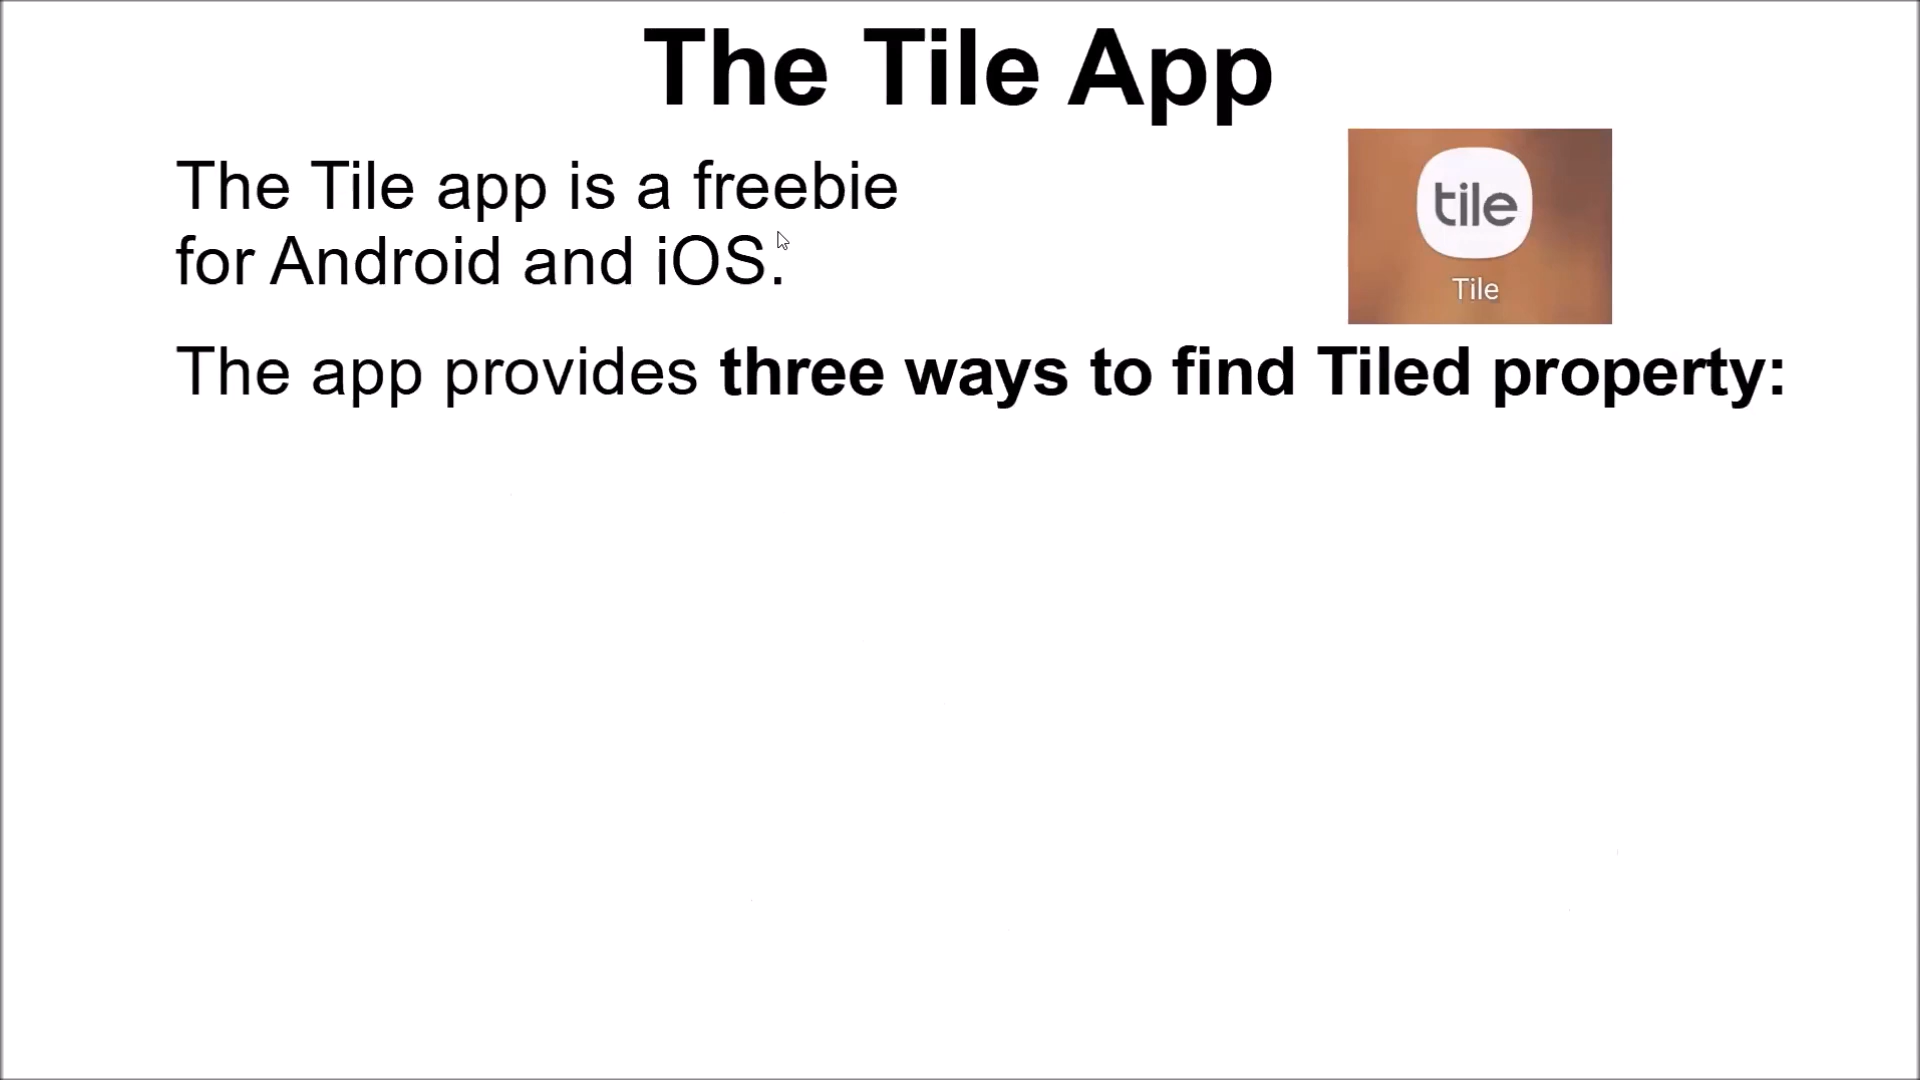 The Tile App
The Tile app is a freebie
for Android and iOS.
tile
Tile
The app provides three ways to find Tiled property: